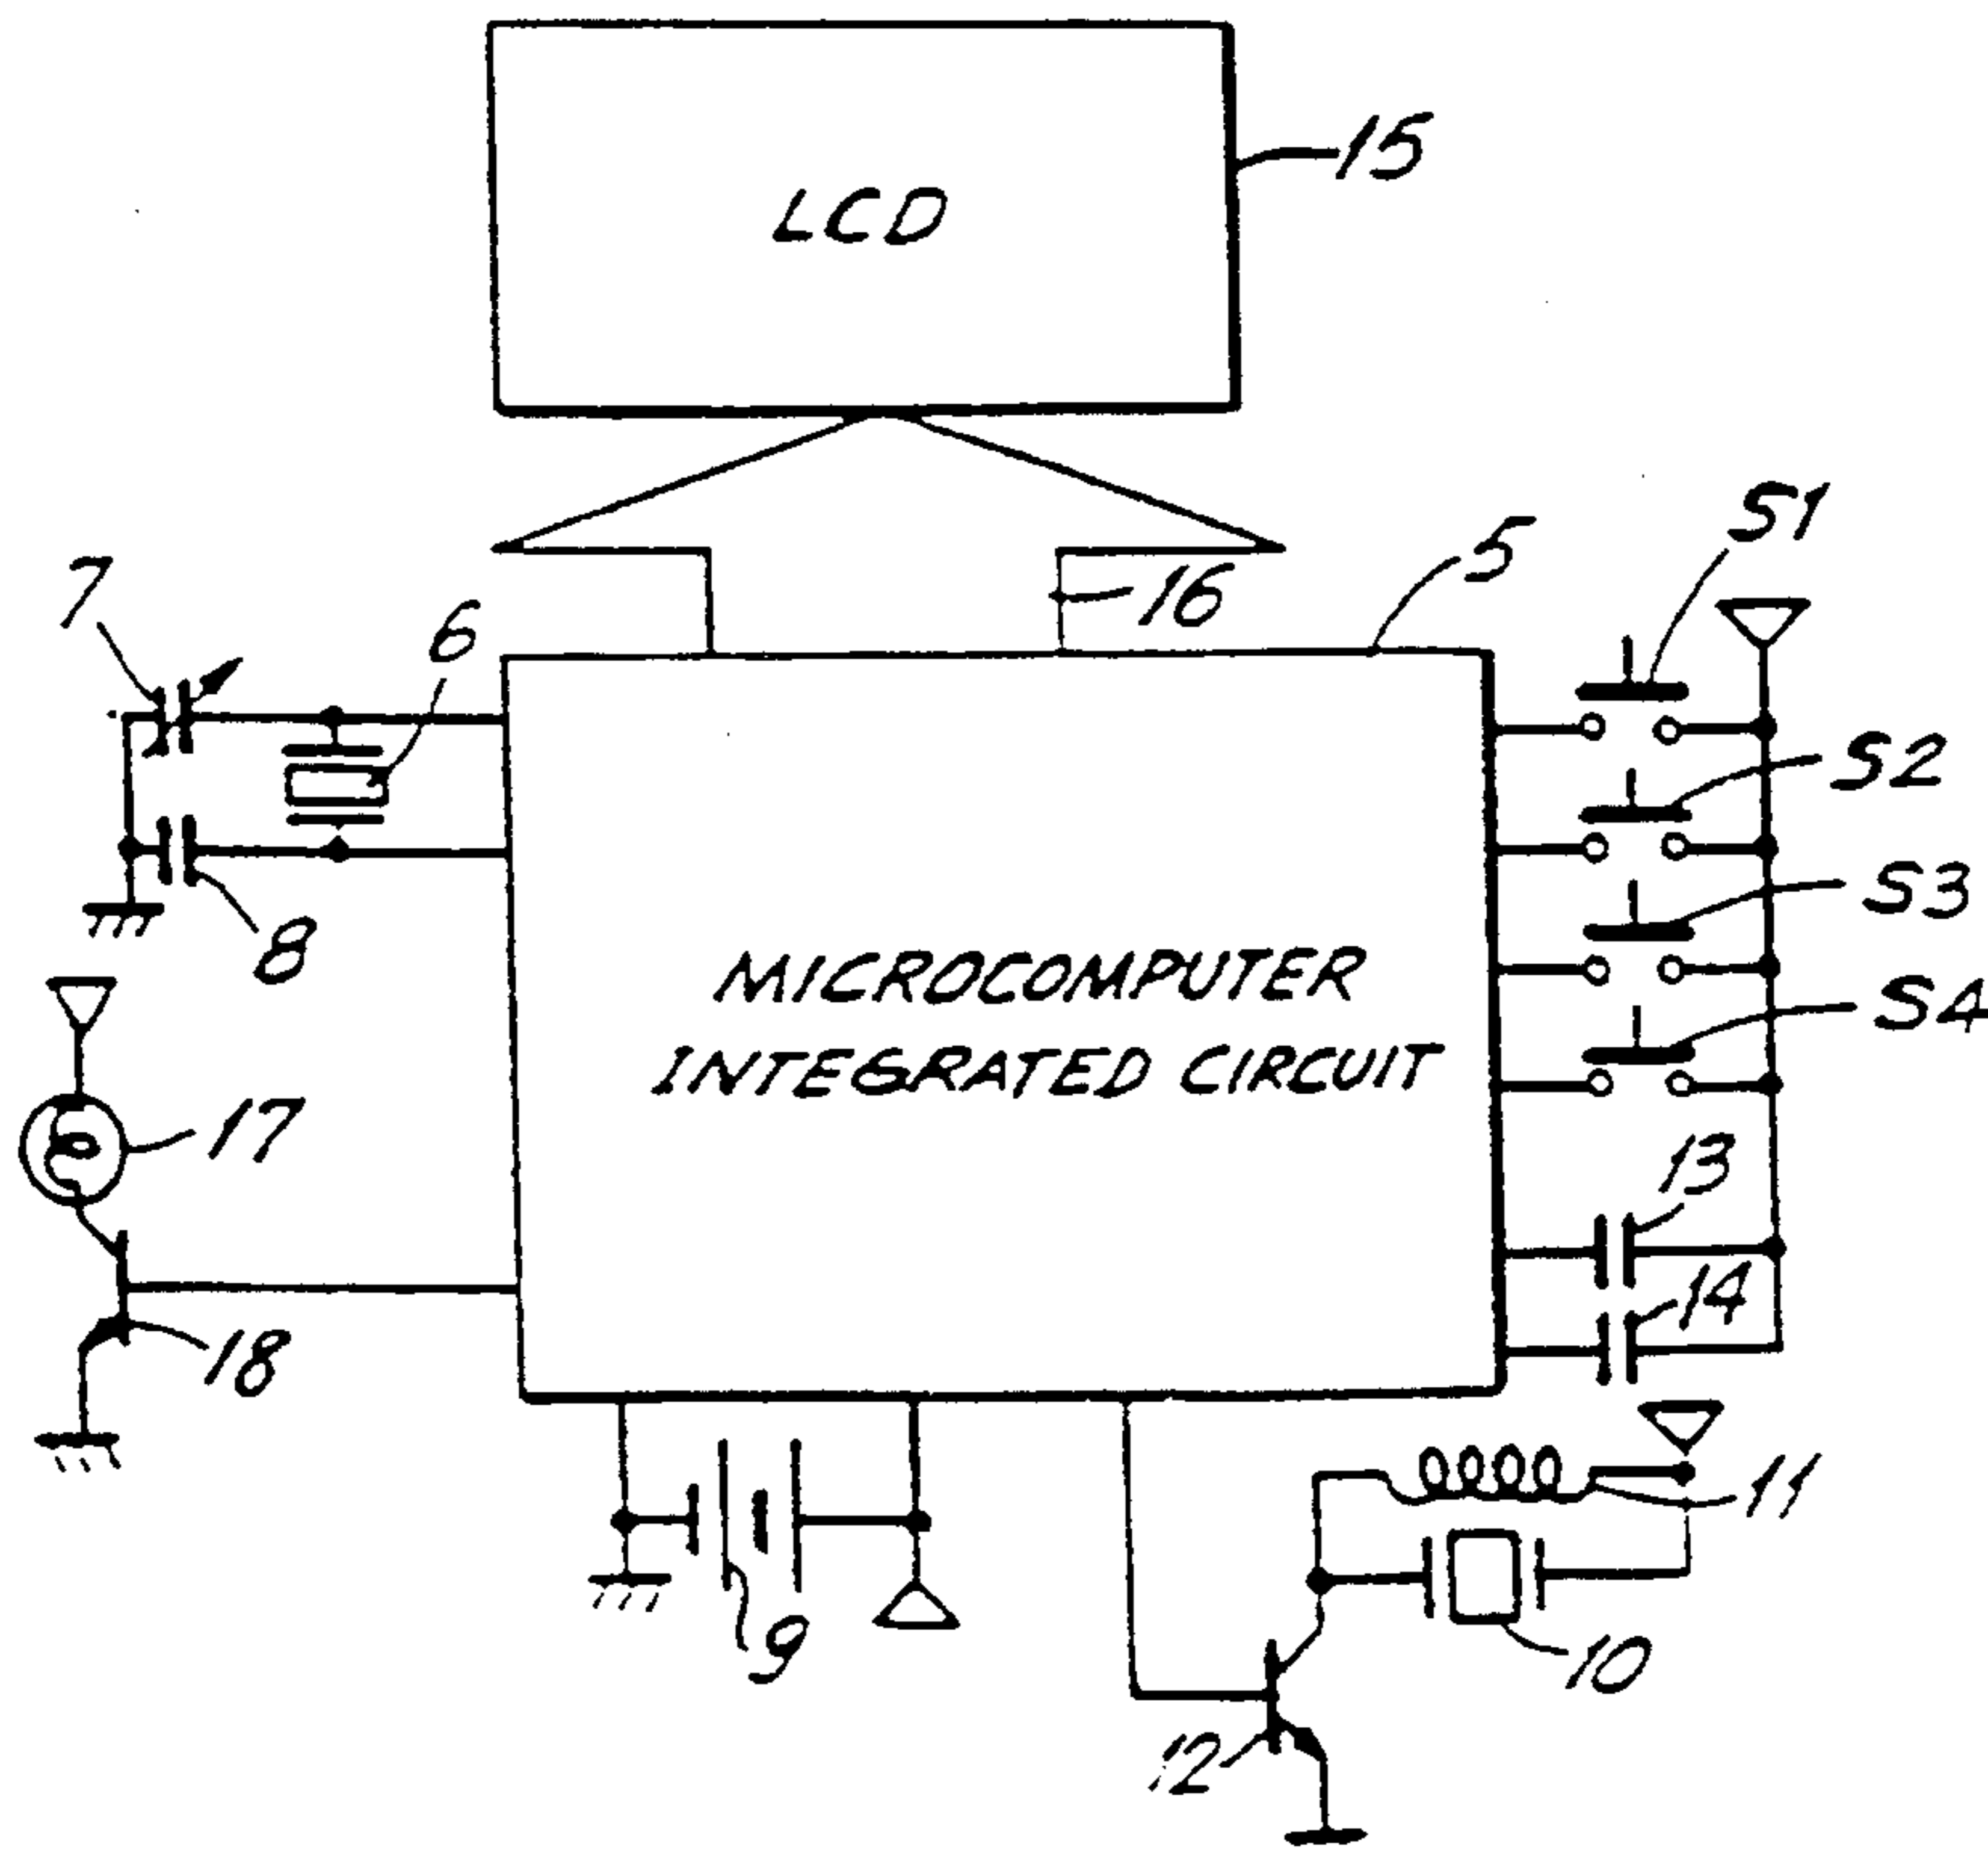 LCD
15
S1
5
16
7
6
S2
S3
8
MICROCOMPUTER
INTEGRATED CIRCUIT
S4
17
13
14
18
11
9
10
12